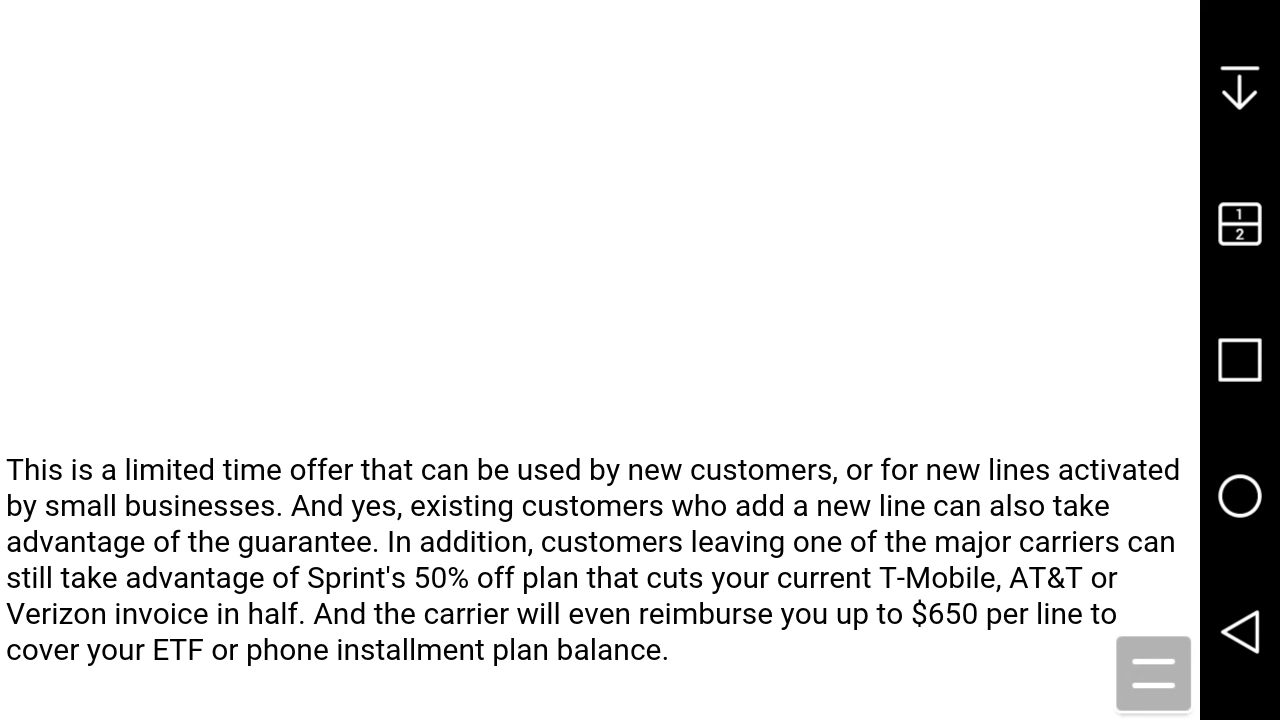 This is a limited time offer that can be used by new customers, or for new lines activated
by small businesses. And yes, existing customers who add a new line can also take
advantage of the guarantee. In addition, customers leaving one of the major carriers can
still take advantage of Sprint's 50% off plan that cuts your current T-Mobile, AT&T or
Verizon invoice in half. And the carrier will even reimburse you up to $650 per line to
cover your ETF or phone installment plan balance.
1
2